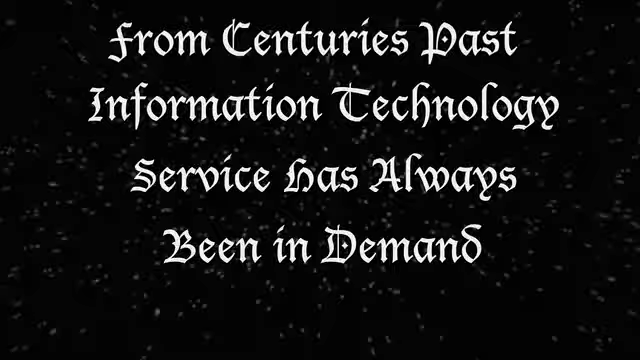 From Centuries Past
Information Technology
Service Has Always
Been in Demand